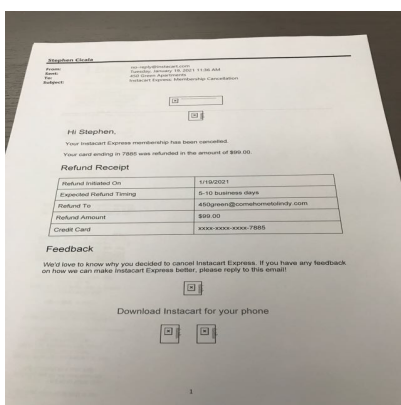 Stephen Cicala
From: no-reply@instacart.com
Sent: Tuesday, January 19, 2021 11:06 AM
To: 450 Green Apartments
Subject: Instacart Express: Membership Cancellation
Hi Stephen,
Your Instacart Express membership has been cancelled.
Your card ending in 7885 was refunded in the amount of $99.00.
Refund Receipt
Refund Initiated On 1/19/2021
Expected Refund Timing 5-10 business days
Refund To 450green@comehometolindy.com
Refund Amount $99.00
Credit Card xxxx-xxxx-xxxx-7885
Feedback
We'd love to know why you decided to cancel Instacart Express. If you have any feedback
on how we can make Instacart Express better, please reply to this email!
Download Instacart for your phone
1